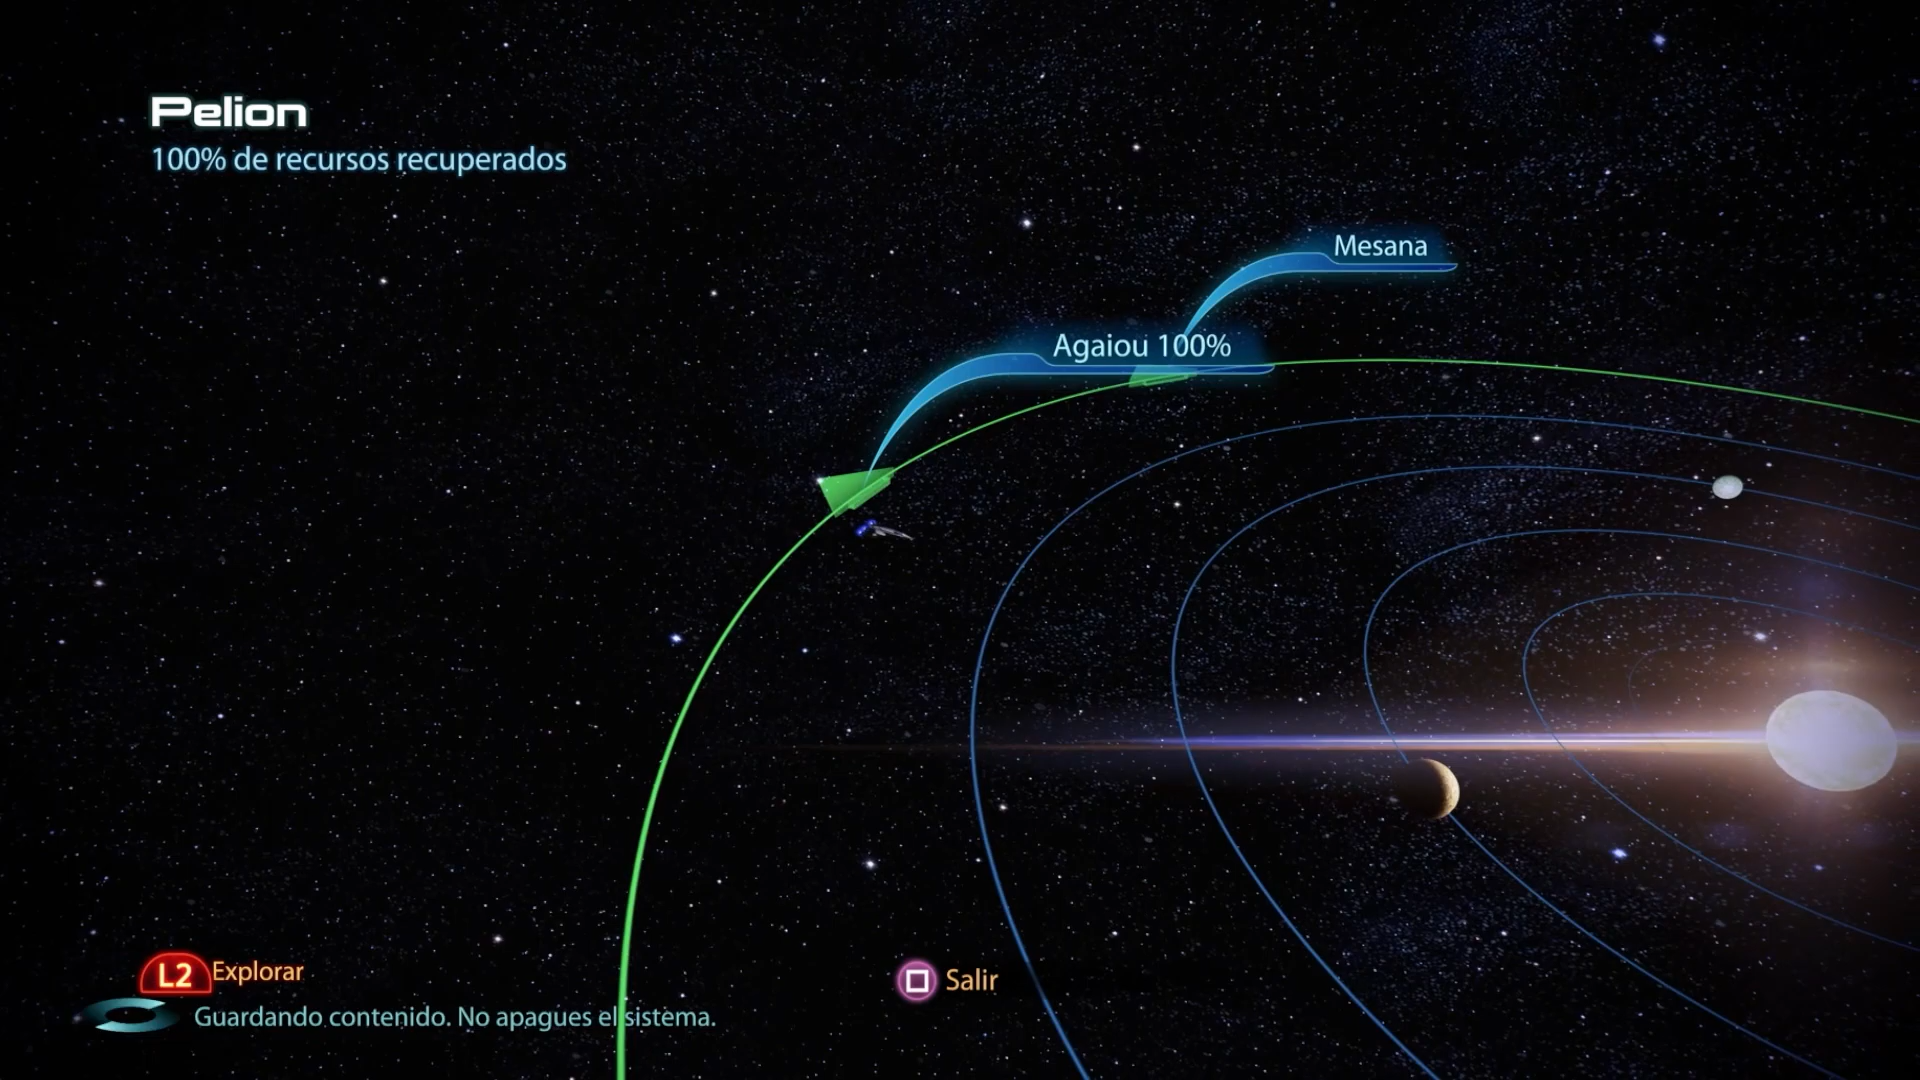 Pelion
100% de recursos recuperados
Mesana
Agaiou 100%
L2 Explorar
Salir
Guardando contenido. No apagues el sistema.